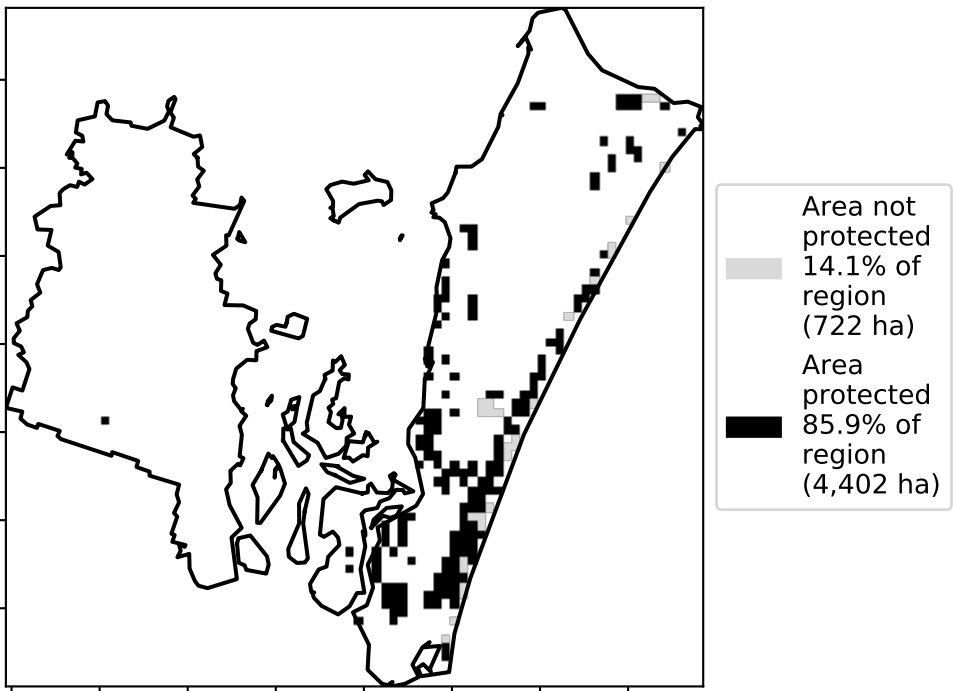 Area not
protected
14.1% of
region
(722 ha)
Area
protected
85.9% of
region
(4,402 ha)